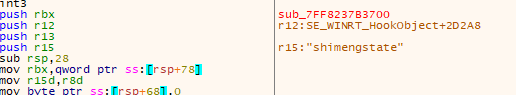 int3
push rbx sub_7FF8237B3700
push r12 r12:SE_WINRT_HookObject+2D2A8
push r13
push r15 r15:"shimengstate"
sub rsp,28
mov rbx,qword ptr ss:[rsp+78]
mov r15d,r8d
mov byte ptr ss:[rsp+68],0